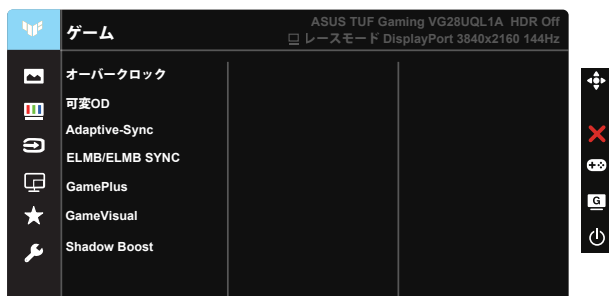 ゲーム
ASUS TUF Gaming VG28UQL1A HDR Off
レースモード DisplayPort 3840x2160 144Hz
オーバークロック
可変OD
Adaptive-Sync
ELMB/ELMB SYNC
GamePlus
GameVisual
Shadow Boost
G